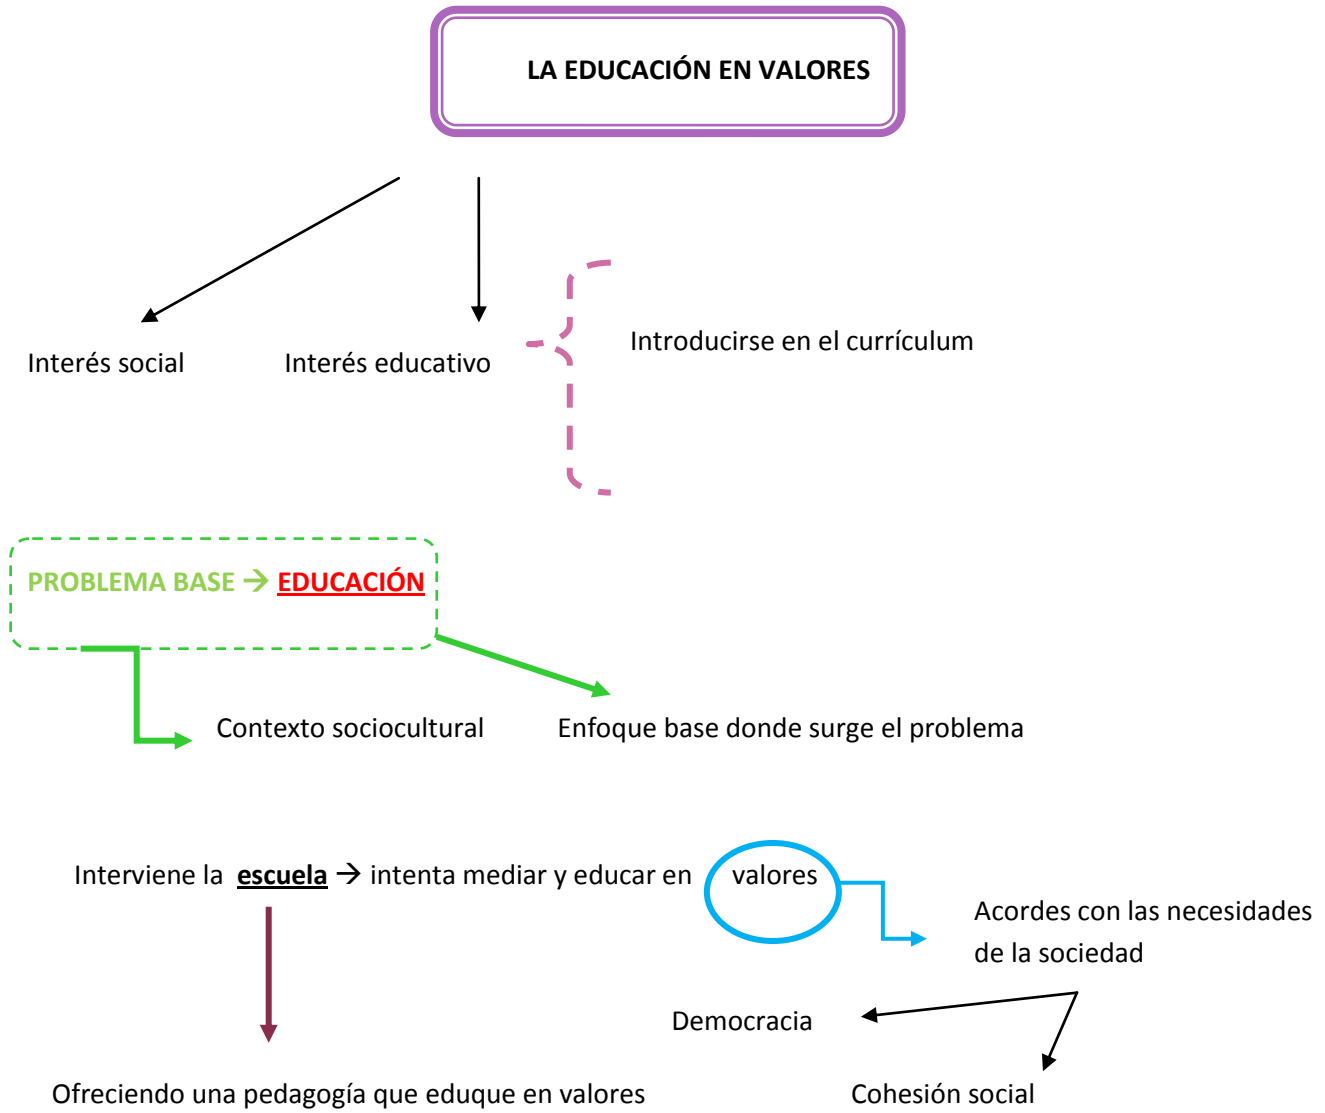 LA EDUCACIÓN EN VALORES
Introducirse en el currículum
Interés social Interés educativo
PROBLEMA BASE → EDUCACIÓN
Contexto sociocultural Enfoque base donde surge el problema
Interviene la escuela → intenta mediar y educar en valores
Acordes con las necesidades
de la sociedad
Democracia
Ofreciendo una pedagogía que eduque en valores
Cohesión social